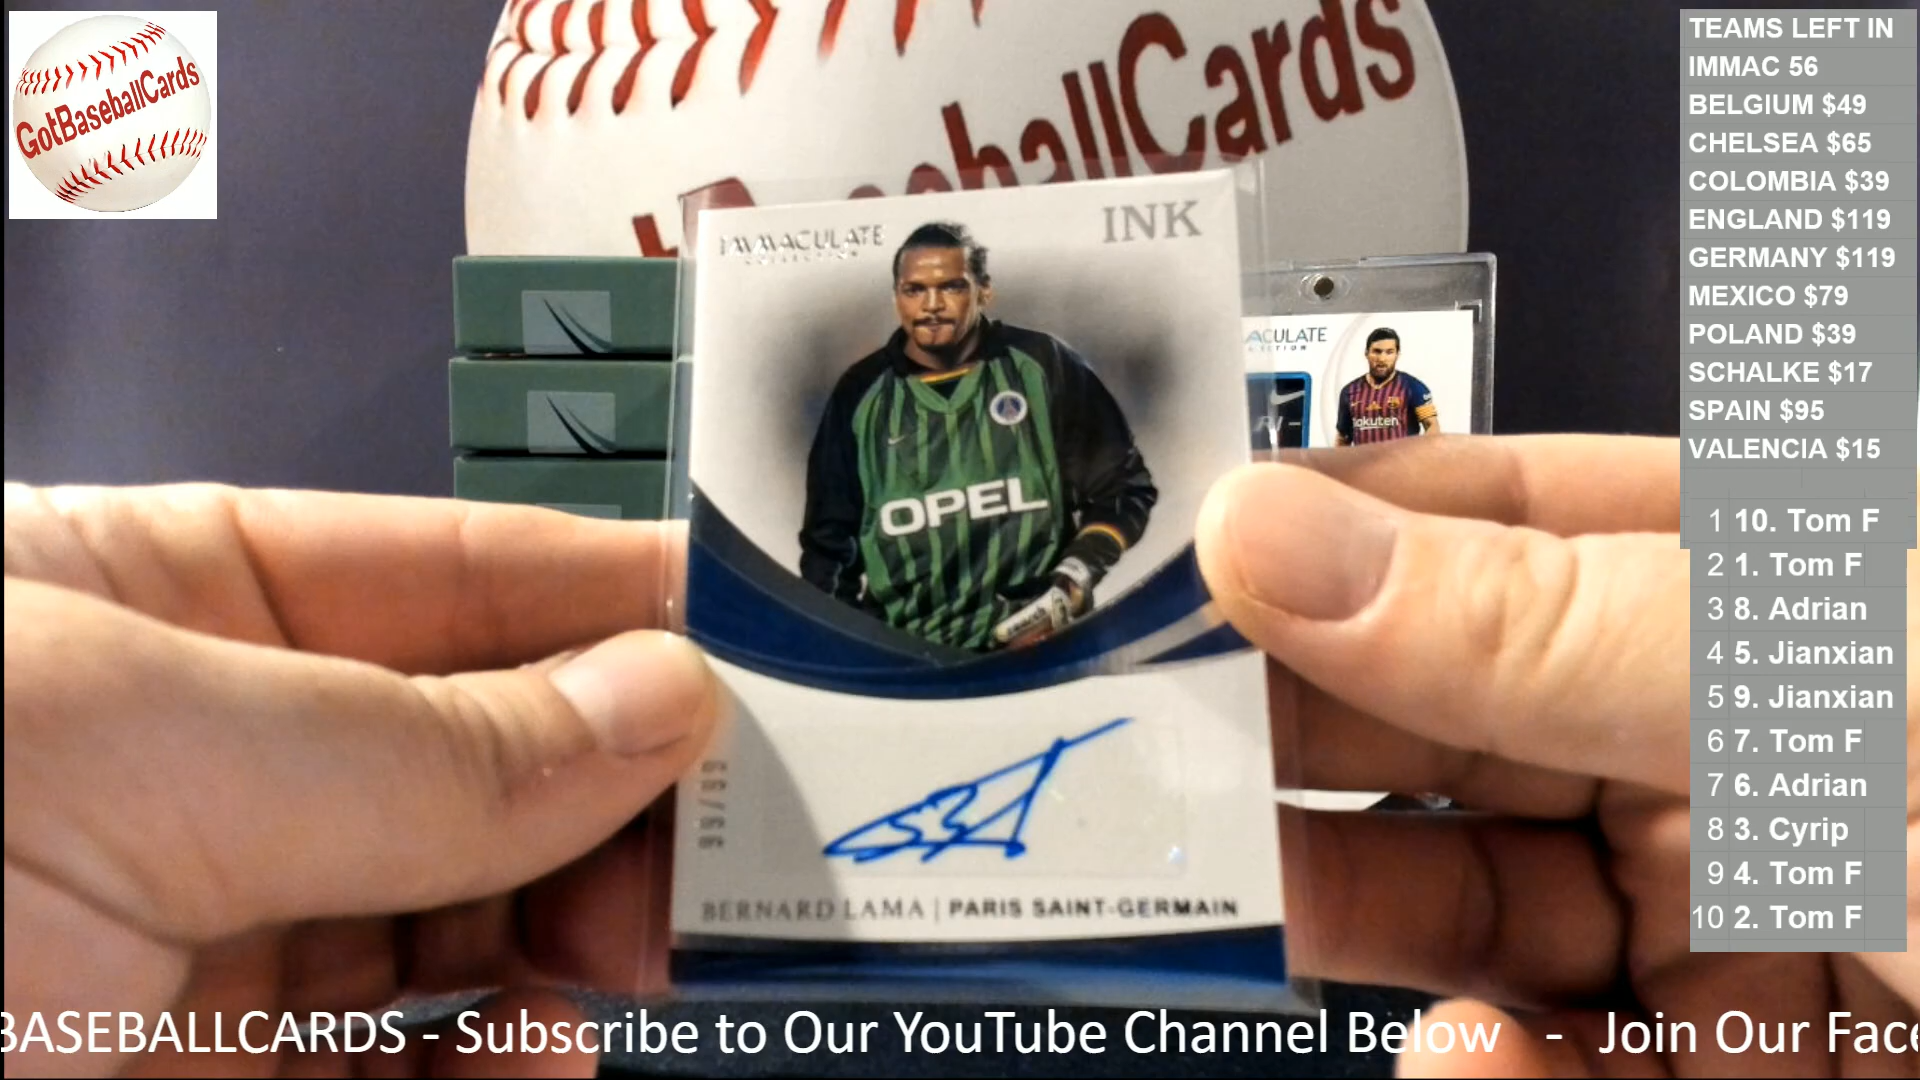 GotBaseballCards
BaseballCards
TEAMS LEFT IN
IMMAC 56
BELGIUM $49
CHELSEA $65
COLOMBIA $39
ENGLAND $119
GERMANY $119
MEXICO $79
POLAND $39
SCHALKE $17
SPAIN $95
VALENCIA $15
1 10. Tom F
2 1. Tom F
3 8. Adrian
4 5. Jianxian
5 9. Jianxian
6 7. Tom F
7 6. Adrian
8 3. Cyrip
9 4. Tom F
10 2. Tom F
IMMACULATE
COLLECTION
INK
OPEL
BERNARD LAMA | PARIS SAINT-GERMAIN
ACULATE
Rakuten
BASEBALLCARDS - Subscribe to Our YouTube Channel Below - Join Our Face